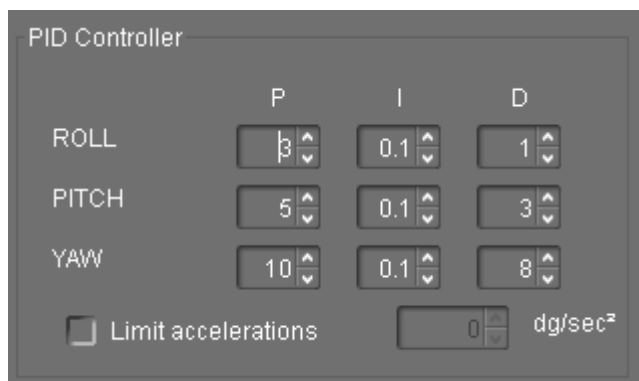 PID Controller
P I D
ROLL 3 0.1 1
PITCH 5 0.1 3
YAW 10 0.1 8
Limit accelerations 0 dg/sec²